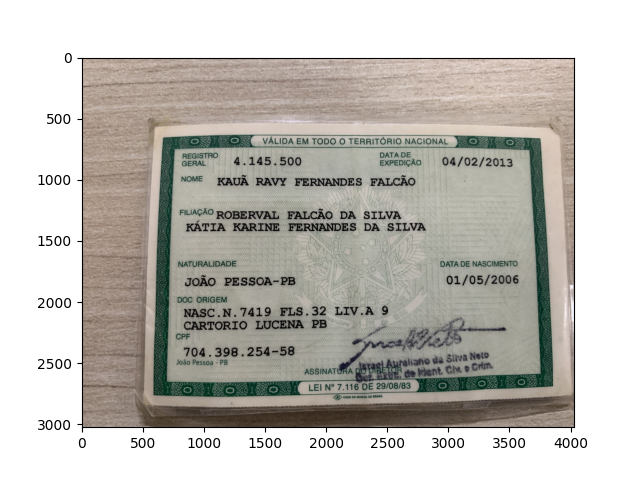 0
500
1000
1500
2000
2500
3000
VÁLIDA EM TODO O TERRITÓRIO NACIONAL
REGISTRO GERAL 4.145.500 DATA DE EXPEDIÇÃO 04/02/2013
NOME KAUÃ RAVY FERNANDES FALCÃO
FILIAÇÃO ROBERVAL FALCÃO DA SILVA
KÁTIA KARINE FERNANDES DA SILVA
NATURALIDADE DATA DE NASCIMENTO
JOÃO PESSOA-PB 01/05/2006
DOC ORIGEM
NASC.N.7419 FLS.32 LIV.A 9
CARTORIO LUCENA PB
CPF
704.398.254-58
João Pessoa - PB
ASSINATURA DO DIRETOR
Israel Aureliano da Silva Neto
de Ident. Civ. e Crim.
LEI Nº 7.116 DE 29/08/83
0 500 1000 1500 2000 2500 3000 3500 4000